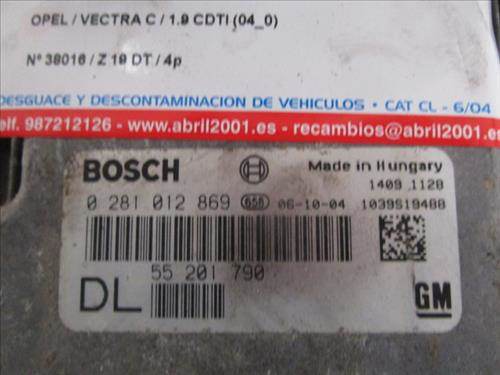 OPEL / VECTRA C / 1.9 CDTI (04_0)
Nº 38016 / Z 19 DT / 4p
DESGUACE Y DESCONTAMINACION DE VEHICULOS • CAT CL - 6/04
elf. 987212126 - www.abril2001.es - recambios@abril2001.es
BOSCH Made in Hungary
1409 1128
0 281 012 869 656 06-10-04 1039S19488
55 201 790
DL GM